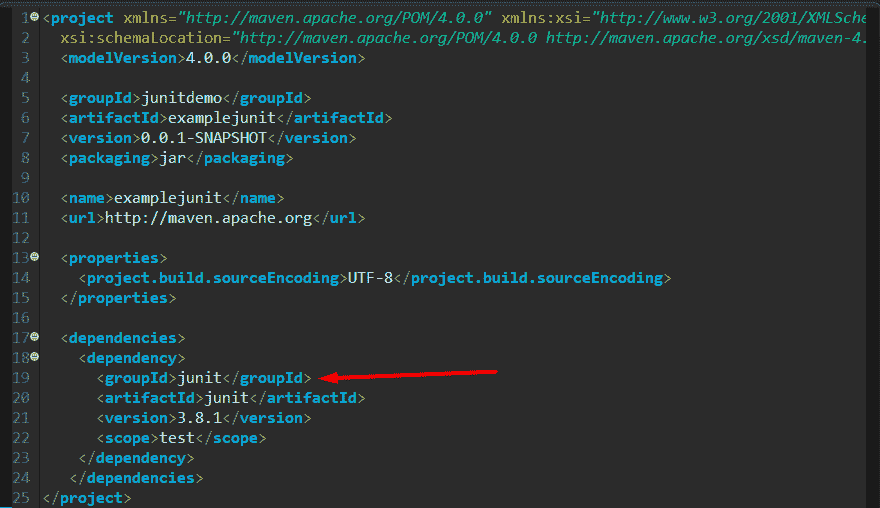 1 <project xmlns="http://maven.apache.org/POM/4.0.0" xmlns:xsi="http://www.w3.org/2001/XMLSche
2 xsi:schemaLocation="http://maven.apache.org/POM/4.0.0 http://maven.apache.org/xsd/maven-4.
3 <modelVersion>4.0.0</modelVersion>
4
5 <groupId>junitdemo</groupId>
6 <artifactId>examplejunit</artifactId>
7 <version>0.0.1-SNAPSHOT</version>
8 <packaging>jar</packaging>
9
10 <name>examplejunit</name>
11 <url>http://maven.apache.org</url>
12
13 <properties>
14 <project.build.sourceEncoding>UTF-8</project.build.sourceEncoding>
15 </properties>
16
17 <dependencies>
18 <dependency>
19 <groupId>junit</groupId>
20 <artifactId>junit</artifactId>
21 <version>3.8.1</version>
22 <scope>test</scope>
23 </dependency>
24 </dependencies>
25 </project>